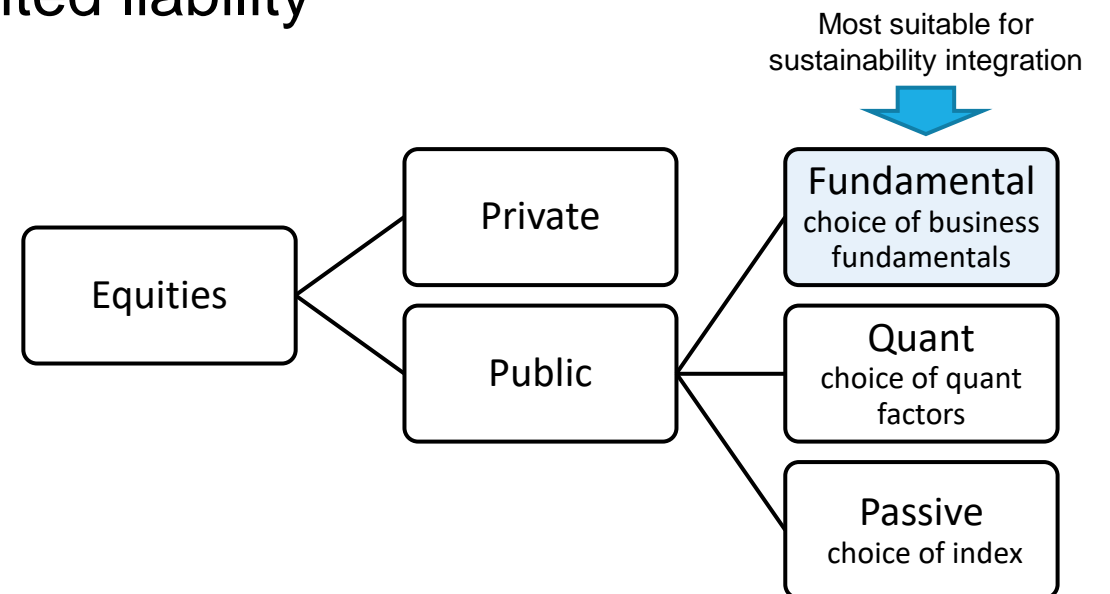 liability
Most suitable for
sustainability integration
Equities
Private
Public
Fundamental
choice of business
fundamentals
Quant
choice of quant
factors
Passive
choice of index